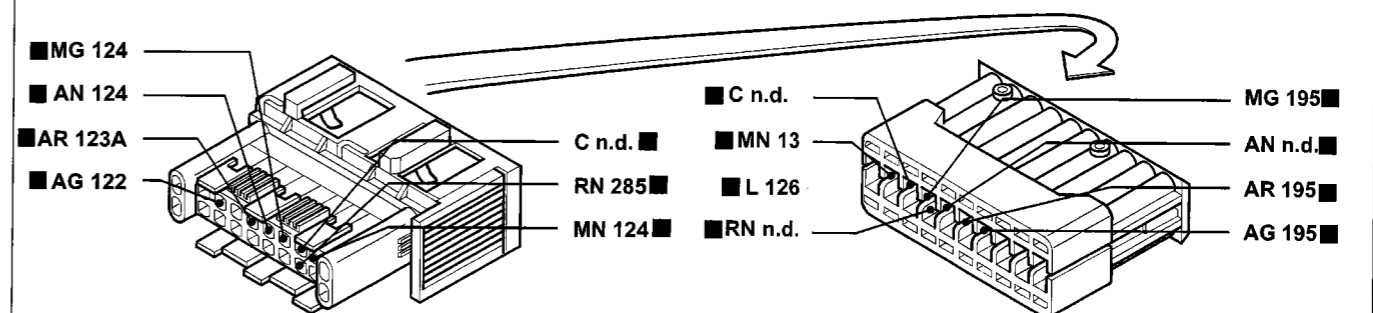 ■MG 124
■ AN 124
■AR 123A
■AG 122
C n.d. ■
RN 285■
MN 124■
■C n.d.
■MN 13
■L 126
■RN n.d.
MG 195■
AN n.d.■
AR 195■
AG 195■